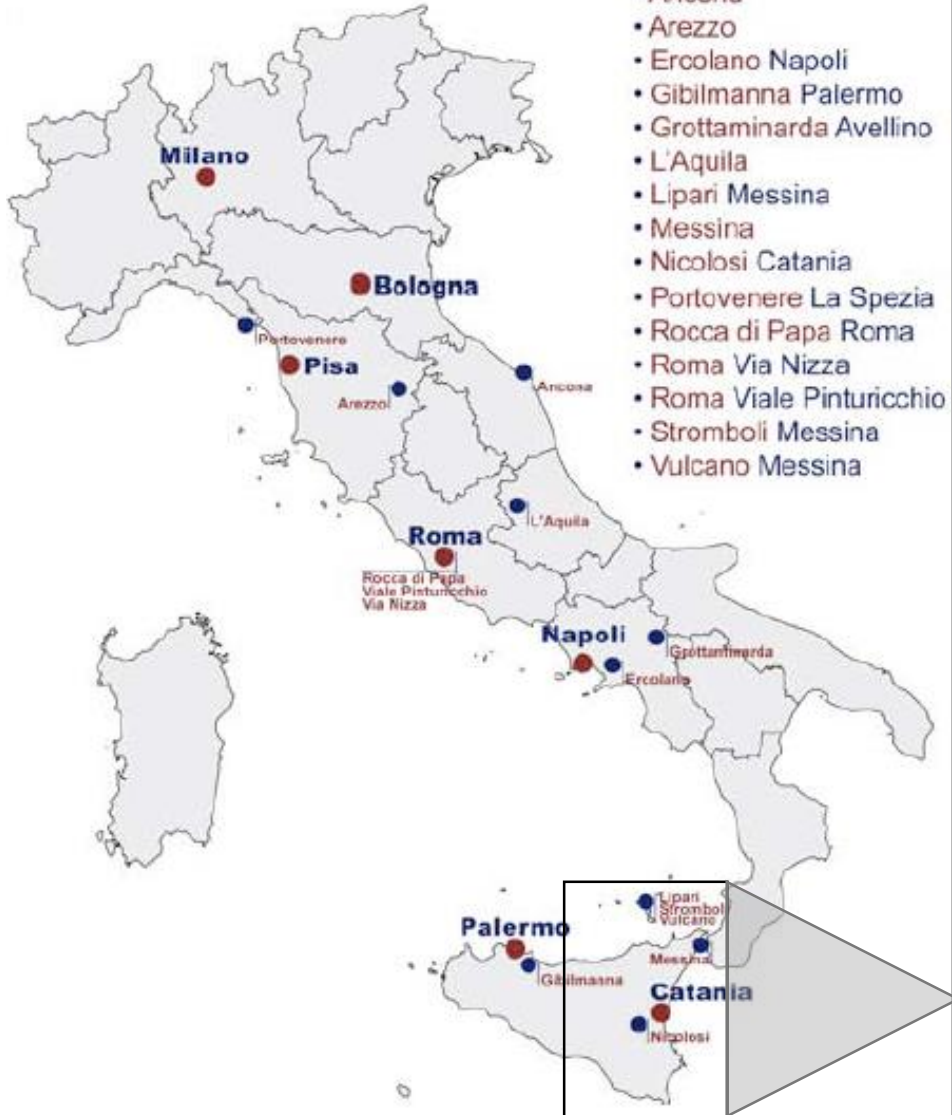 • Arezzo
• Ercolano Napoli
• Gibilmanna Palermo
• Grottaminarda Avellino
• L'Aquila
• Lipari Messina
• Messina
• Nicolosi Catania
• Portovenere La Spezia
• Rocca di Papa Roma
• Roma Via Nizza
• Roma Viale Pinturicchio
• Stromboli Messina
• Vulcano Messina
Milano
Bologna
Portovenere
Pisa
Arezzo
Ancona
L'Aquila
Roma
Rocca di Papa
Viale Pinturicchio
Via Nizza
Napoli
Grottaminarda
Ercolano
Lipari
Stromboli
Vulcano
Palermo
Messina
Gibilmanna
Catania
Nicolosi